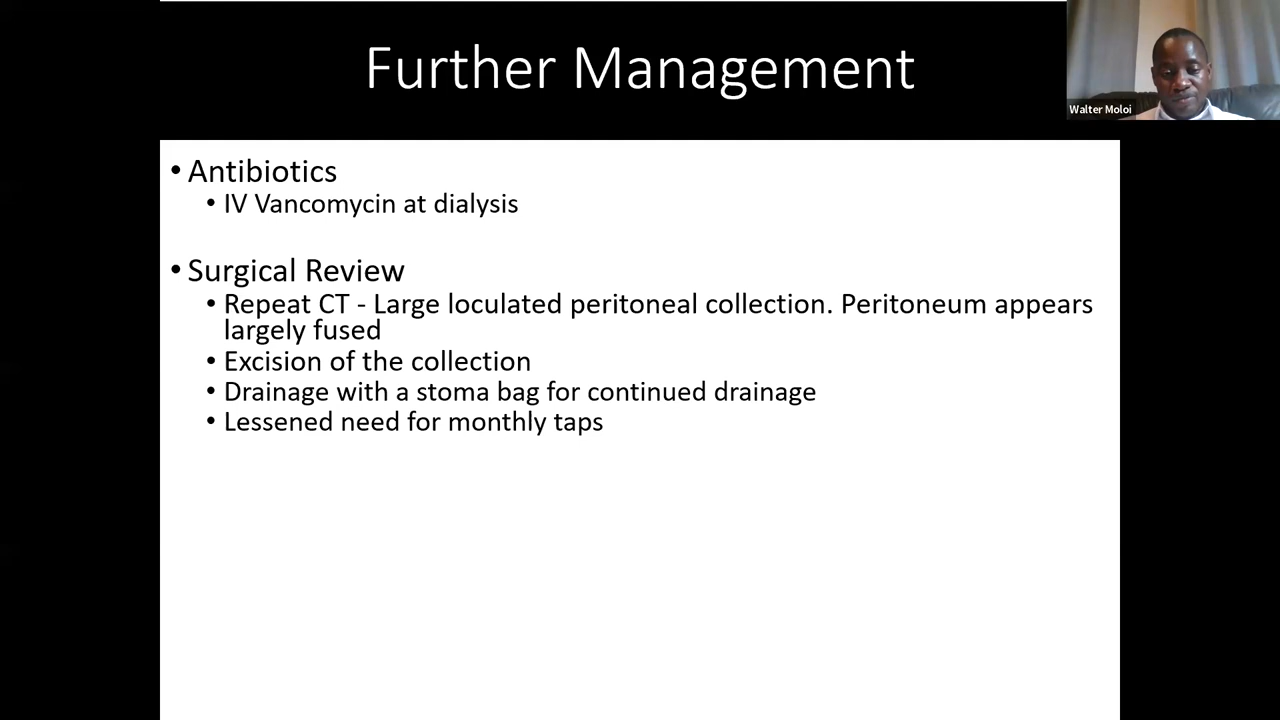 Further Management
Walter Moloi
• Antibiotics
• IV Vancomycin at dialysis
• Surgical Review
• Repeat CT - Large loculated peritoneal collection. Peritoneum appears
largely fused
• Excision of the collection
• Drainage with a stoma bag for continued drainage
• Lessened need for monthly taps